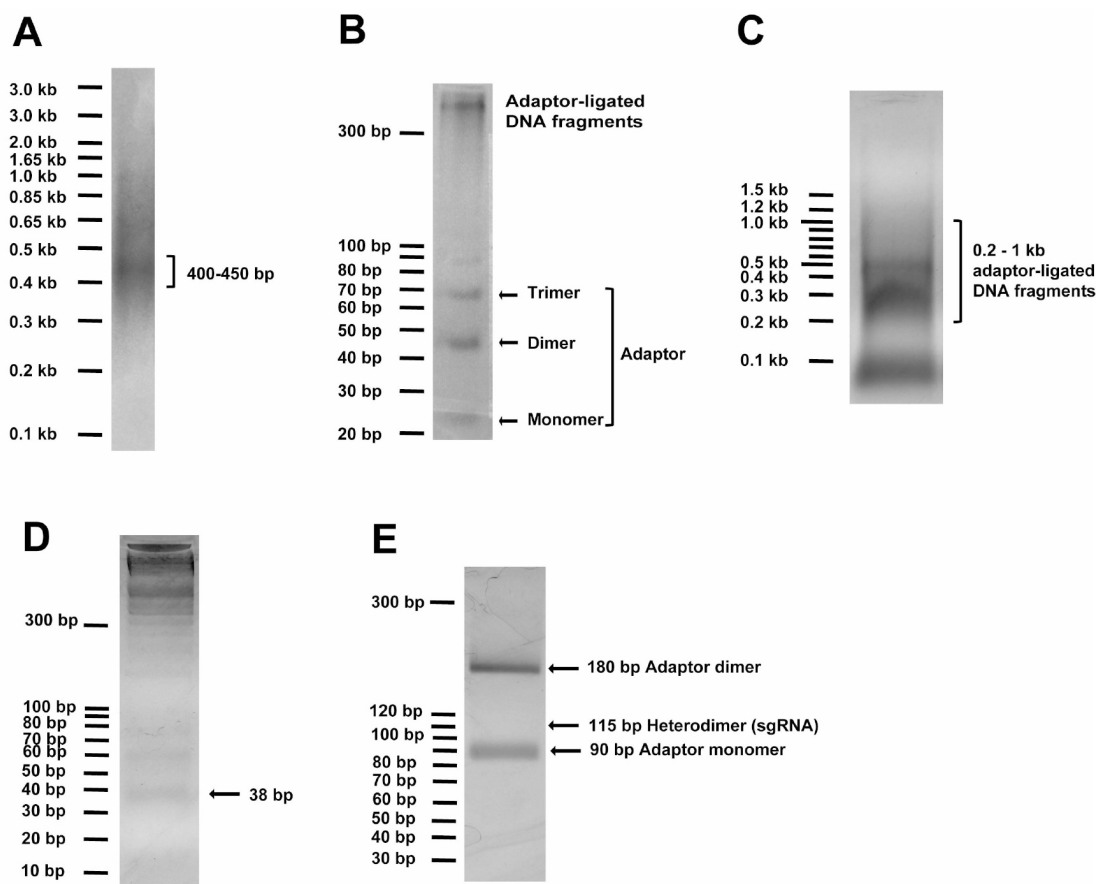 A
3.0 kb
3.0 kb
2.0 kb
1.65 kb
1.0 kb
0.85 kb
0.65 kb
0.5 kb
0.4 kb
0.3 kb
0.2 kb
0.1 kb
400-450 bp
B
300 bp
100 bp
80 bp
70 bp
60 bp
50 bp
40 bp
30 bp
20 bp
Adaptor-ligated
DNA fragments
Trimer
Dimer
Monomer
Adaptor
C
1.5 kb
1.2 kb
1.0 kb
0.5 kb
0.4 kb
0.3 kb
0.2 kb
0.1 kb
0.2 - 1 kb
adaptor-ligated
DNA fragments
D
300 bp
100 bp
80 bp
70 bp
60 bp
50 bp
40 bp
30 bp
20 bp
10 bp
38 bp
E
300 bp
120 bp
100 bp
80 bp
70 bp
60 bp
50 bp
40 bp
30 bp
180 bp Adaptor dimer
115 bp Heterodimer (sgRNA)
90 bp Adaptor monomer